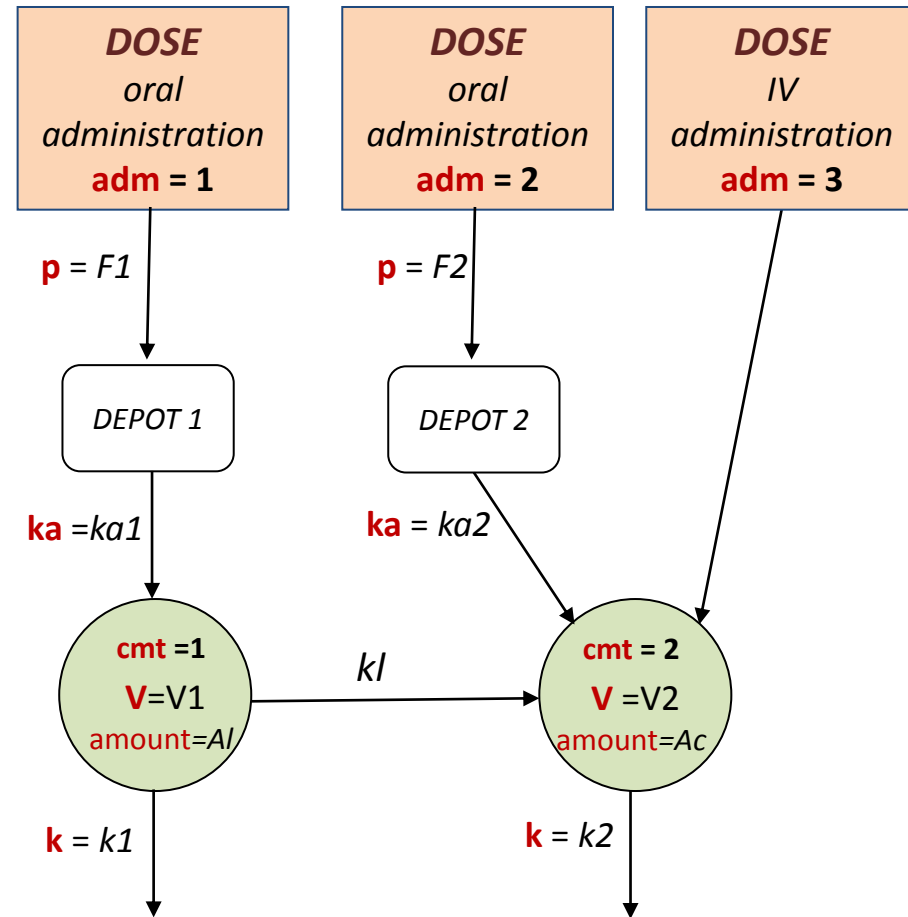 DOSE
oral
administration
adm = 1
DOSE
oral
administration
adm = 2
DOSE
IV
administration
adm = 3
p = F1
p = F2
DEPOT 1
DEPOT 2
ka =ka1
ka = ka2
cmt =1
V=V1
amount=Al
kl
cmt = 2
V =V2
amount=Ac
k = k1
k = k2